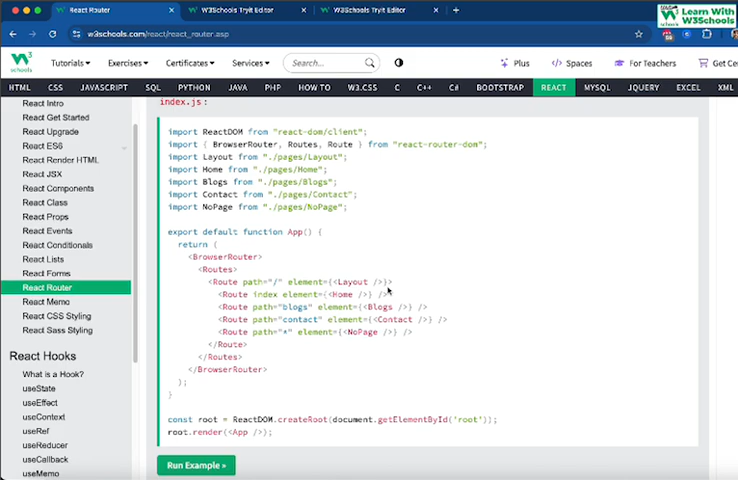 React Router
W3Schools Tryit Editor
W3Schools Tryit Editor
Learn With
W3Schools
w3schools.com/react/react_router.asp
W3
schools
Tutorials
Exercises
Certificates
Services
Search...
Plus
Spaces
For Teachers
Get Ce
HTML CSS JAVASCRIPT SQL PYTHON JAVA PHP HOW TO W3.CSS C C++ C# BOOTSTRAP REACT MYSQL JQUERY EXCEL XML
React Intro
React Get Started
React Upgrade
React ES6
React Render HTML
React JSX
React Components
React Class
React Props
React Events
React Conditionals
React Lists
React Forms
React Router
React Memo
React CSS Styling
React Sass Styling
React Hooks
What is a Hook?
useState
useEffect
useContext
useRef
useReducer
useCallback
useMemo
index.js:
import ReactDOM from "react-dom/client";
import { BrowserRouter, Routes, Route } from "react-router-dom";
import Layout from "./pages/Layout";
import Home from "./pages/Home";
import Blogs from "./pages/Blogs";
import Contact from "./pages/Contact";
import NoPage from "./pages/NoPage";
export default function App() {
return (
<BrowserRouter>
<Routes>
<Route path="/" element={<Layout />}>
<Route index element={<Home />} />
<Route path="blogs" element={<Blogs />} />
<Route path="contact" element={<Contact />} />
<Route path="*" element={<NoPage />} />
</Route>
</Routes>
</BrowserRouter>
);
}
const root = ReactDOM.createRoot(document.getElementById('root'));
root.render(<App />);
Run Example »